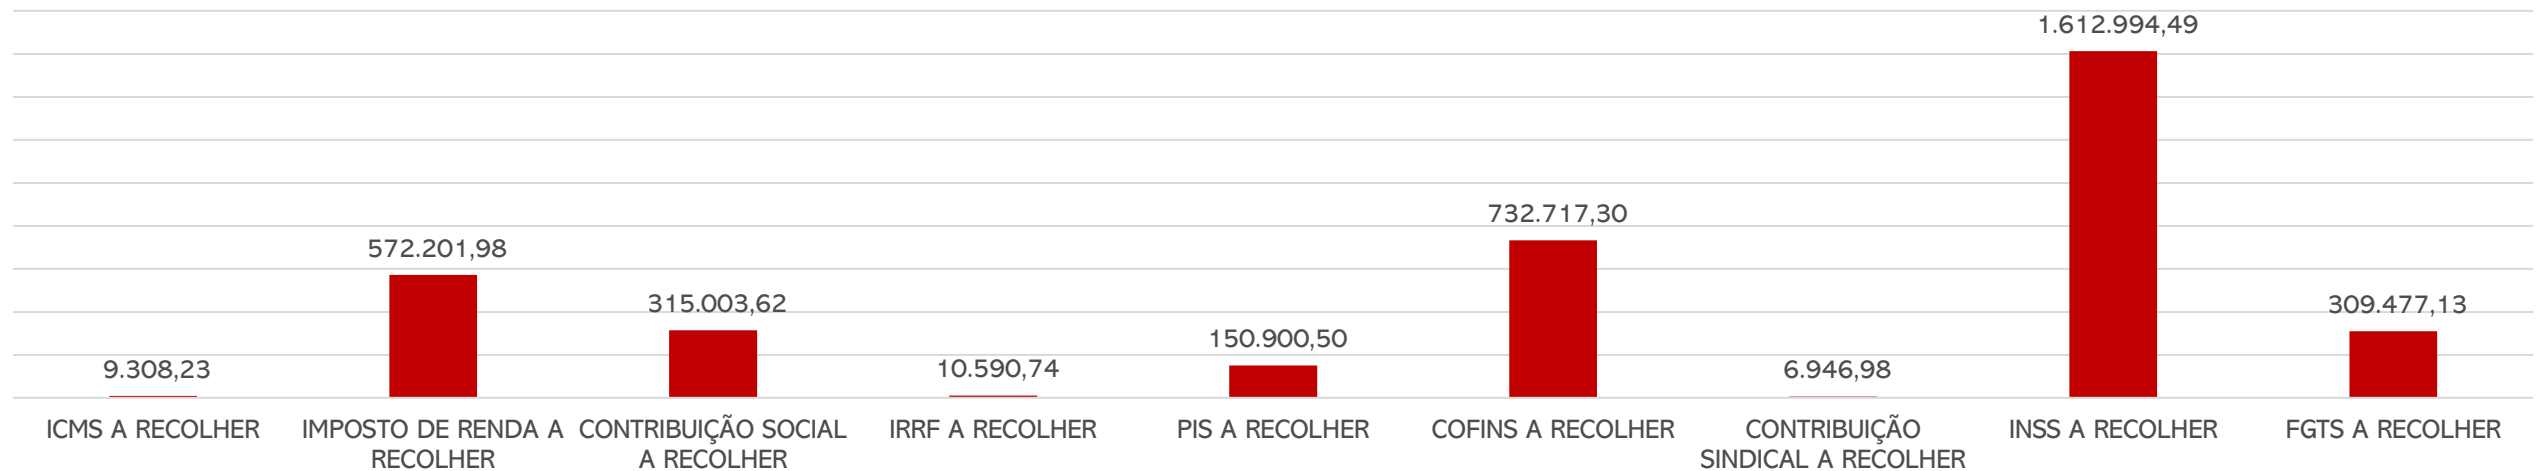 9.308,23
572.201,98
315.003,62
10.590,74
150.900,50
732.717,30
6.946,98
1.612.994,49
309.477,13
ICMS A RECOLHER
IMPOSTO DE RENDA A
RECOLHER
CONTRIBUIÇÃO SOCIAL
A RECOLHER
IRRF A RECOLHER
PIS A RECOLHER
COFINS A RECOLHER
CONTRIBUIÇÃO
SINDICAL A RECOLHER
INSS A RECOLHER
FGTS A RECOLHER